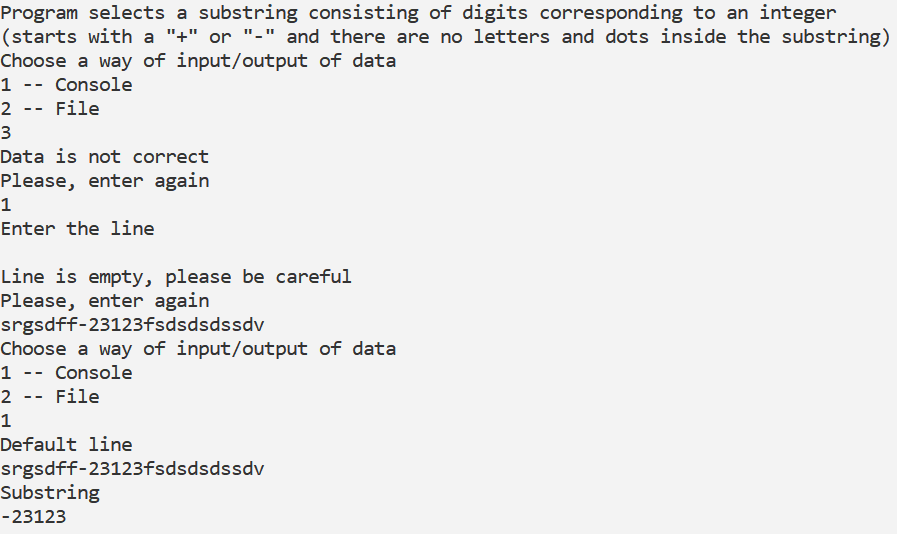 Program selects a substring consisting of digits corresponding to an integer
(starts with a "+" or "-" and there are no letters and dots inside the substring)
Choose a way of input/output of data
1 -- Console
2 -- File
3
Data is not correct
Please, enter again
1
Enter the line

Line is empty, please be careful
Please, enter again
srgsdff-23123fsdsdsdssdv
Choose a way of input/output of data
1 -- Console
2 -- File
1
Default line
srgsdff-23123fsdsdsdssdv
Substring
-23123